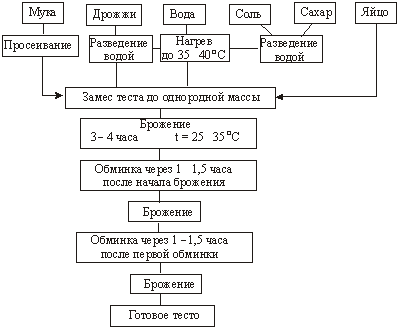 Мука
Дрожжи
Вода
Соль
Сахар
Яйцо
Просеивание
Разведение
водой
Нагрев
до 35 40°C
Разведение
водой
Замес теста до однородной массы
Брожение
3 – 4 часа t = 25 35°C
Обминка через 1 1,5 часа
после начала брожения
Брожение
Обминка через 1 – 1,5 часа
после первой обминки
Брожение
Готовое тесто